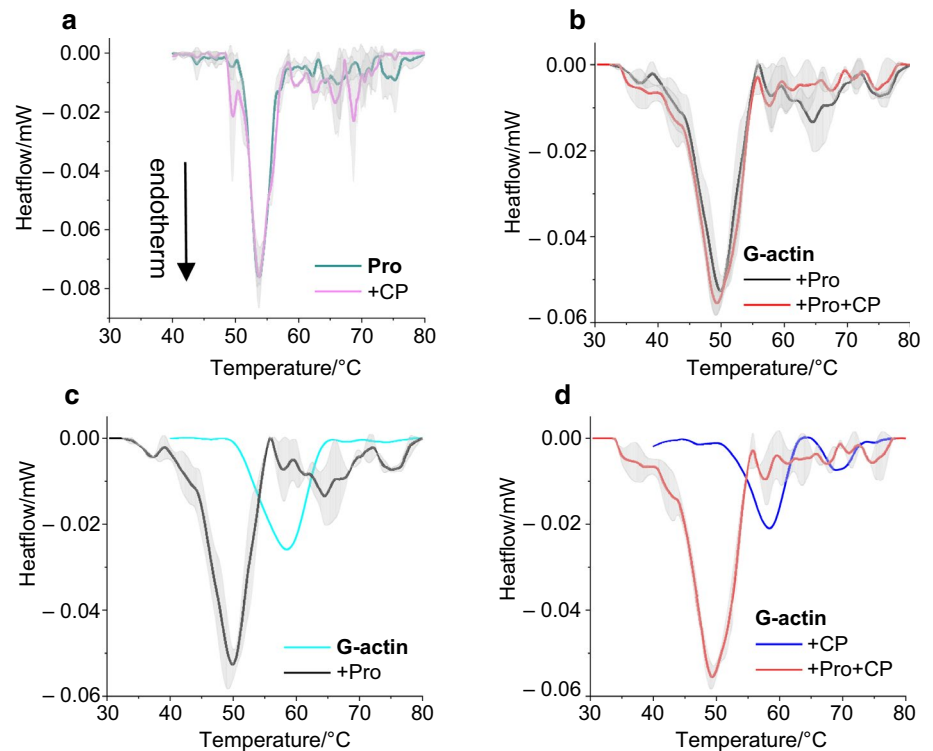 a
0.00
– 0.02
– 0.04
– 0.06
– 0.08
Heatflow/mW
endotherm
Pro
+CP
30 40 50 60 70 80
Temperature/°C
b
0.00
– 0.02
– 0.04
– 0.06
Heatflow/mW
G-actin
+Pro
+Pro+CP
30 40 50 60 70 80
Temperature/°C
c
0.00
– 0.02
– 0.04
– 0.06
Heatflow/mW
G-actin
+Pro
30 40 50 60 70 80
Temperature/°C
d
0.00
– 0.02
– 0.04
– 0.06
Heatflow/mW
G-actin
+CP
+Pro+CP
30 40 50 60 70 80
Temperature/°C